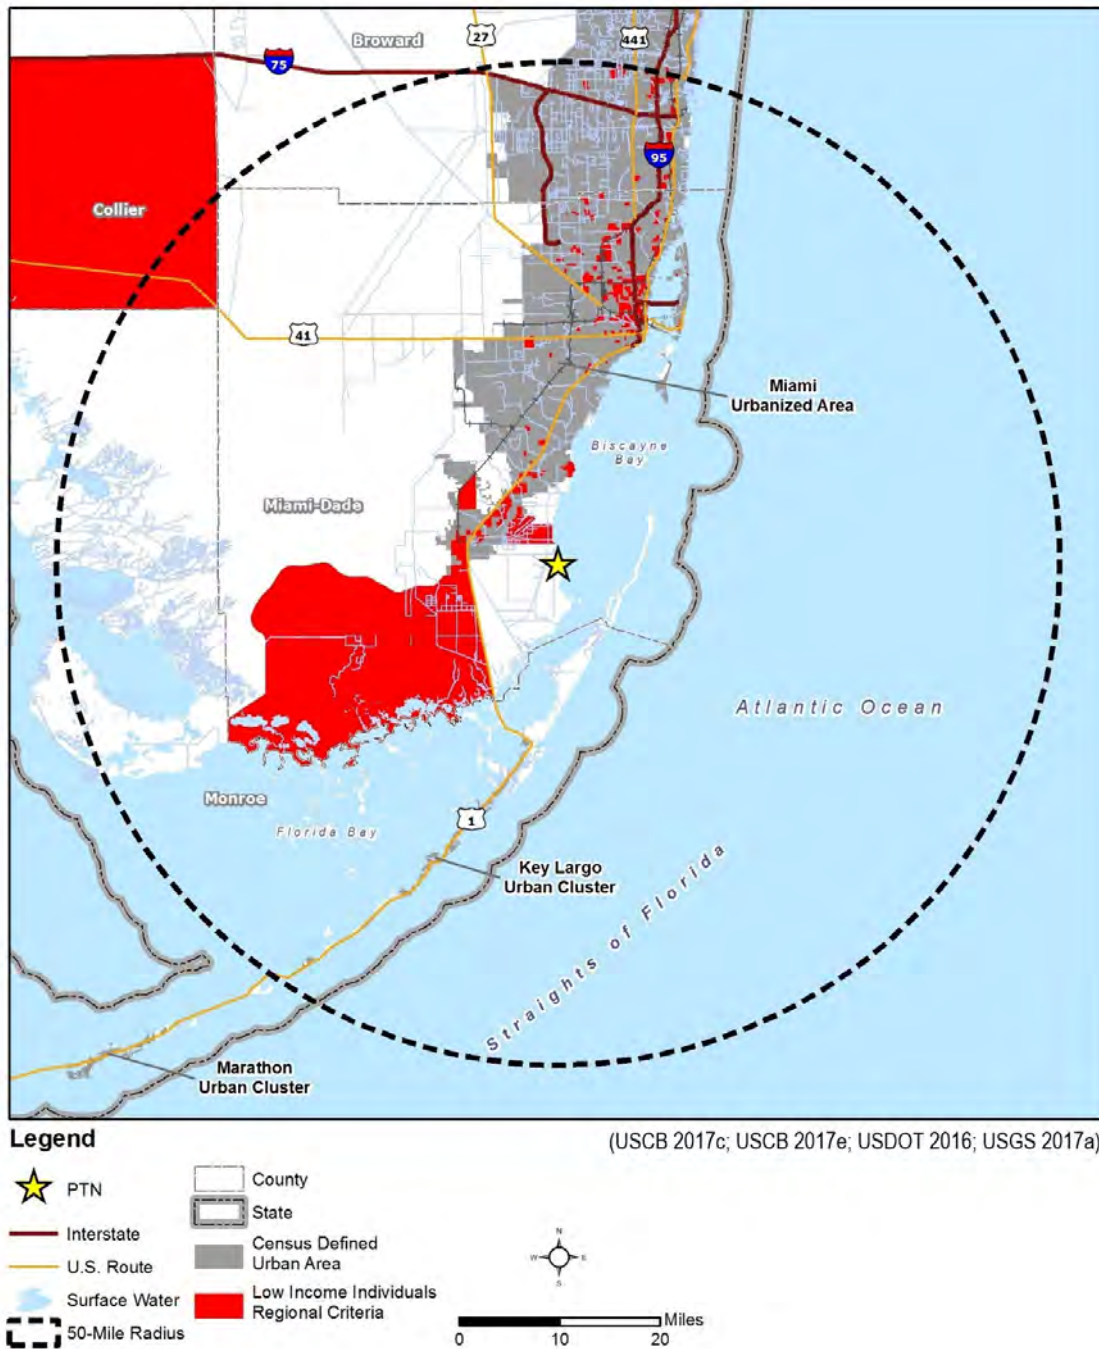 Broward
27
441
75
95
Collier
41
Miami
Urbanized Area
Biscayne
Bay
Miami-Dade
Atlantic Ocean
Monroe
1
Florida Bay
Key Largo
Urban Cluster
Straights of Florida
Marathon
Urban Cluster
Legend
(USCB 2017c; USCB 2017e; USDOT 2016; USGS 2017a)
PTN
Interstate
U.S. Route
Surface Water
50-Mile Radius
County
State
Census Defined
Urban Area
Low Income Individuals
Regional Criteria
N
W E
S
Miles
0 10 20